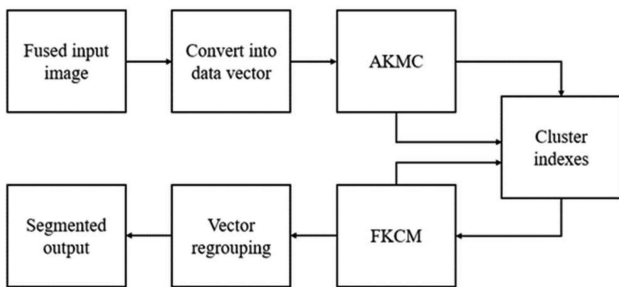 Fused input
image
Convert into
data vector
AKMC
Cluster
indexes
Segmented
output
Vector
regrouping
FKCM